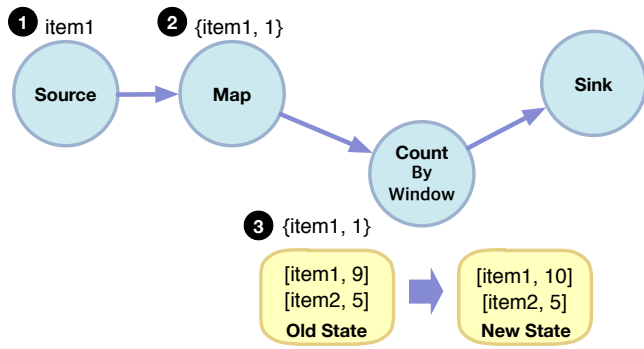 1 item1
2 {item1, 1}
Source
Map
Sink
Count
By
Window
3 {item1, 1}
[item1, 9]
[item2, 5]
Old State
[item1, 10]
[item2, 5]
New State